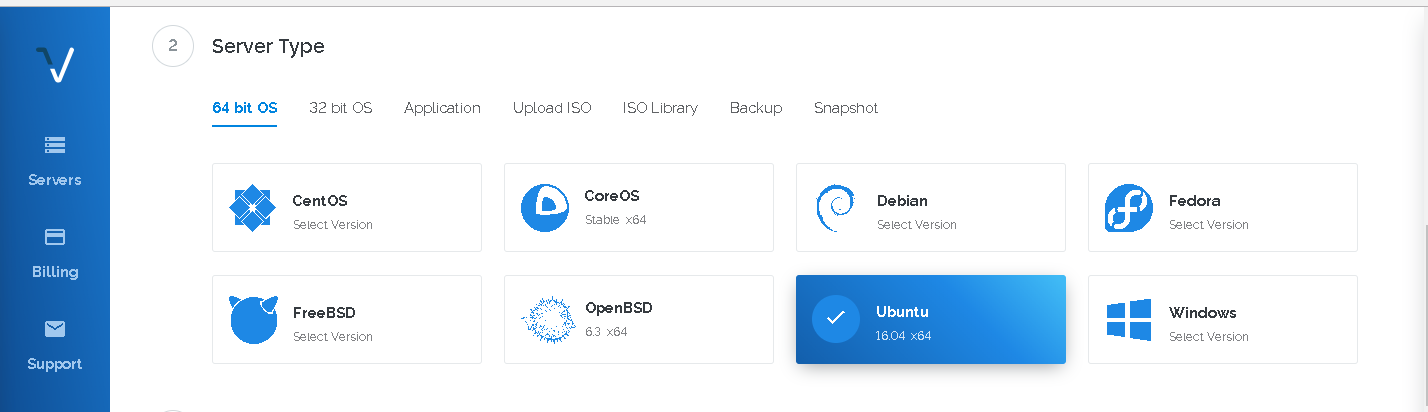 2 Server Type
64 bit OS 32 bit OS Application Upload ISO ISO Library Backup Snapshot
Servers
Billing
Support
CentOS
Select Version
CoreOS
Stable x64
Debian
Select Version
Fedora
Select Version
FreeBSD
Select Version
OpenBSD
6.3 x64
Ubuntu
16.04 x64
Windows
Select Version